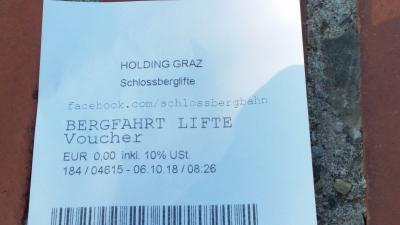 HOLDING GRAZ
Schlossberglifte
facebook.com/schlossbergbahn
BERGFAHRT LIFTE
Voucher
EUR 0,00 inkl. 10% USt.
184 / 04615 - 06.10.18 / 08:26